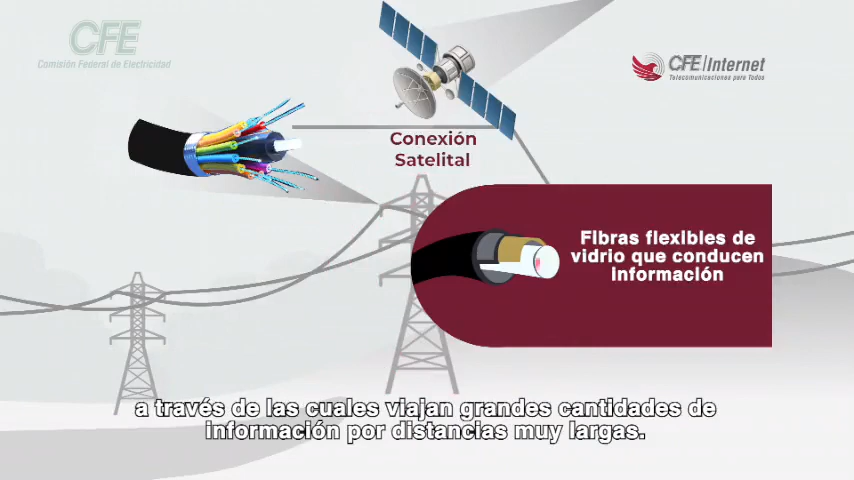 CFE
Comisión Federal de Electricidad
CFE Internet
Telecomunicaciones para Todos
Conexión
Satelital
Fibras flexibles de
vidrio que conducen
información
a través de las cuales viajan grandes cantidades de
información por distancias muy largas.